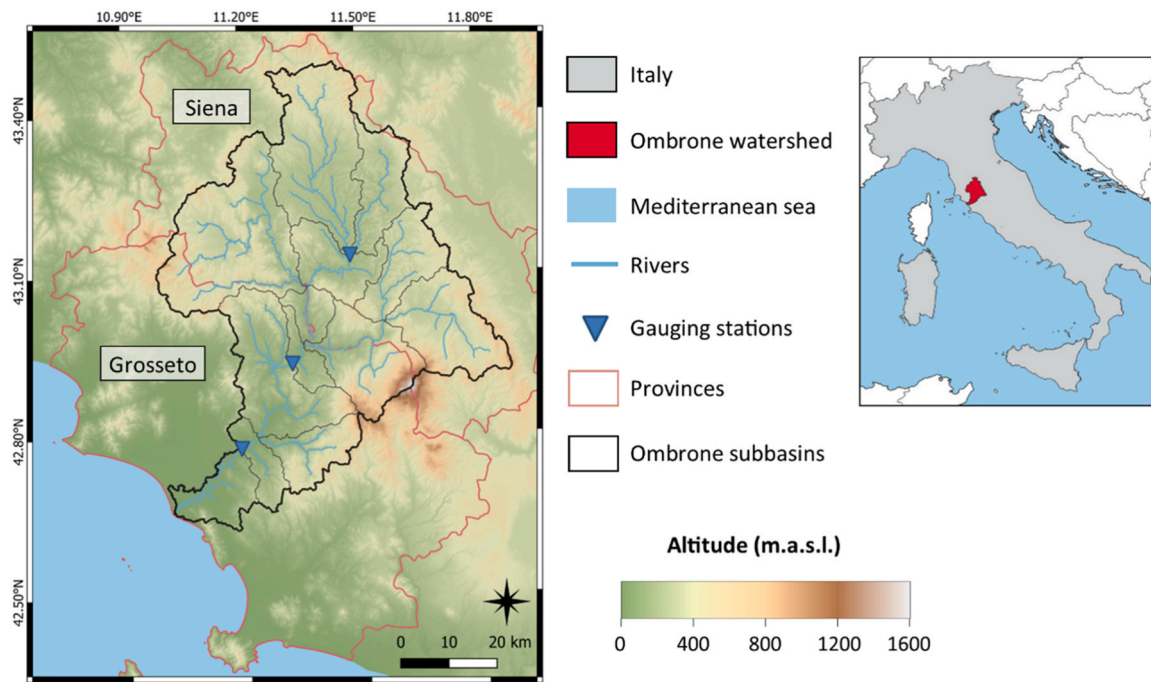 10.90°E 11.20°E 11.50°E 11.80°E
43.40°N
43.10°N
42.80°N
42.50°N
Siena
Grosseto
0 10 20 km
Italy
Ombrone watershed
Mediterranean sea
Rivers
Gauging stations
Provinces
Ombrone subbasins
Altitude (m.a.s.l.)
0 400 800 1200 1600